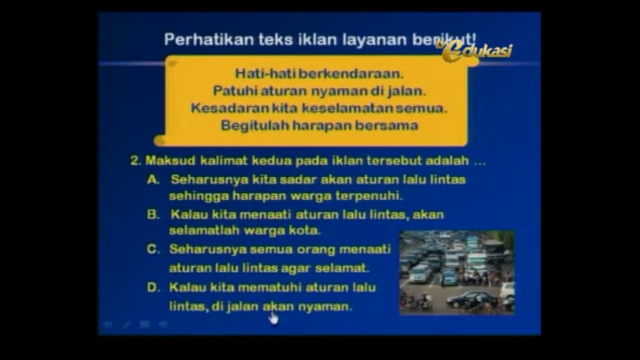 Perhatikan teks iklan layanan berikut!
edukasi
Hati-hati berkendaraan.
Patuhi aturan nyaman di jalan.
Kesadaran kita keselamatan semua.
Begitulah harapan bersama
2. Maksud kalimat kedua pada iklan tersebut adalah ...
A. Seharusnya kita sadar akan aturan lalu lintas
sehingga harapan warga terpenuhi.
B. Kalau kita menaati aturan lalu lintas, akan
selamatlah warga kota.
C. Seharusnya semua orang menaati
aturan lalu lintas agar selamat.
D. Kalau kita mematuhi aturan lalu
lintas, di jalan akan nyaman.